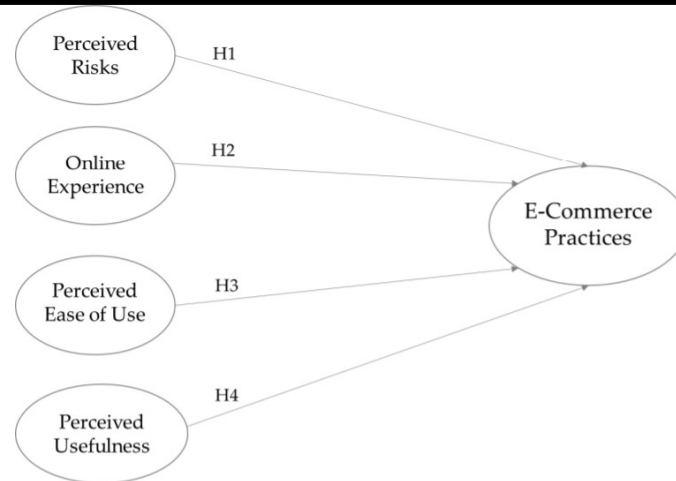 Perceived
Risks
H1
Online
Experience
H2
E-Commerce
Practices
Perceived
Ease of Use
H3
Perceived
Usefulness
H4